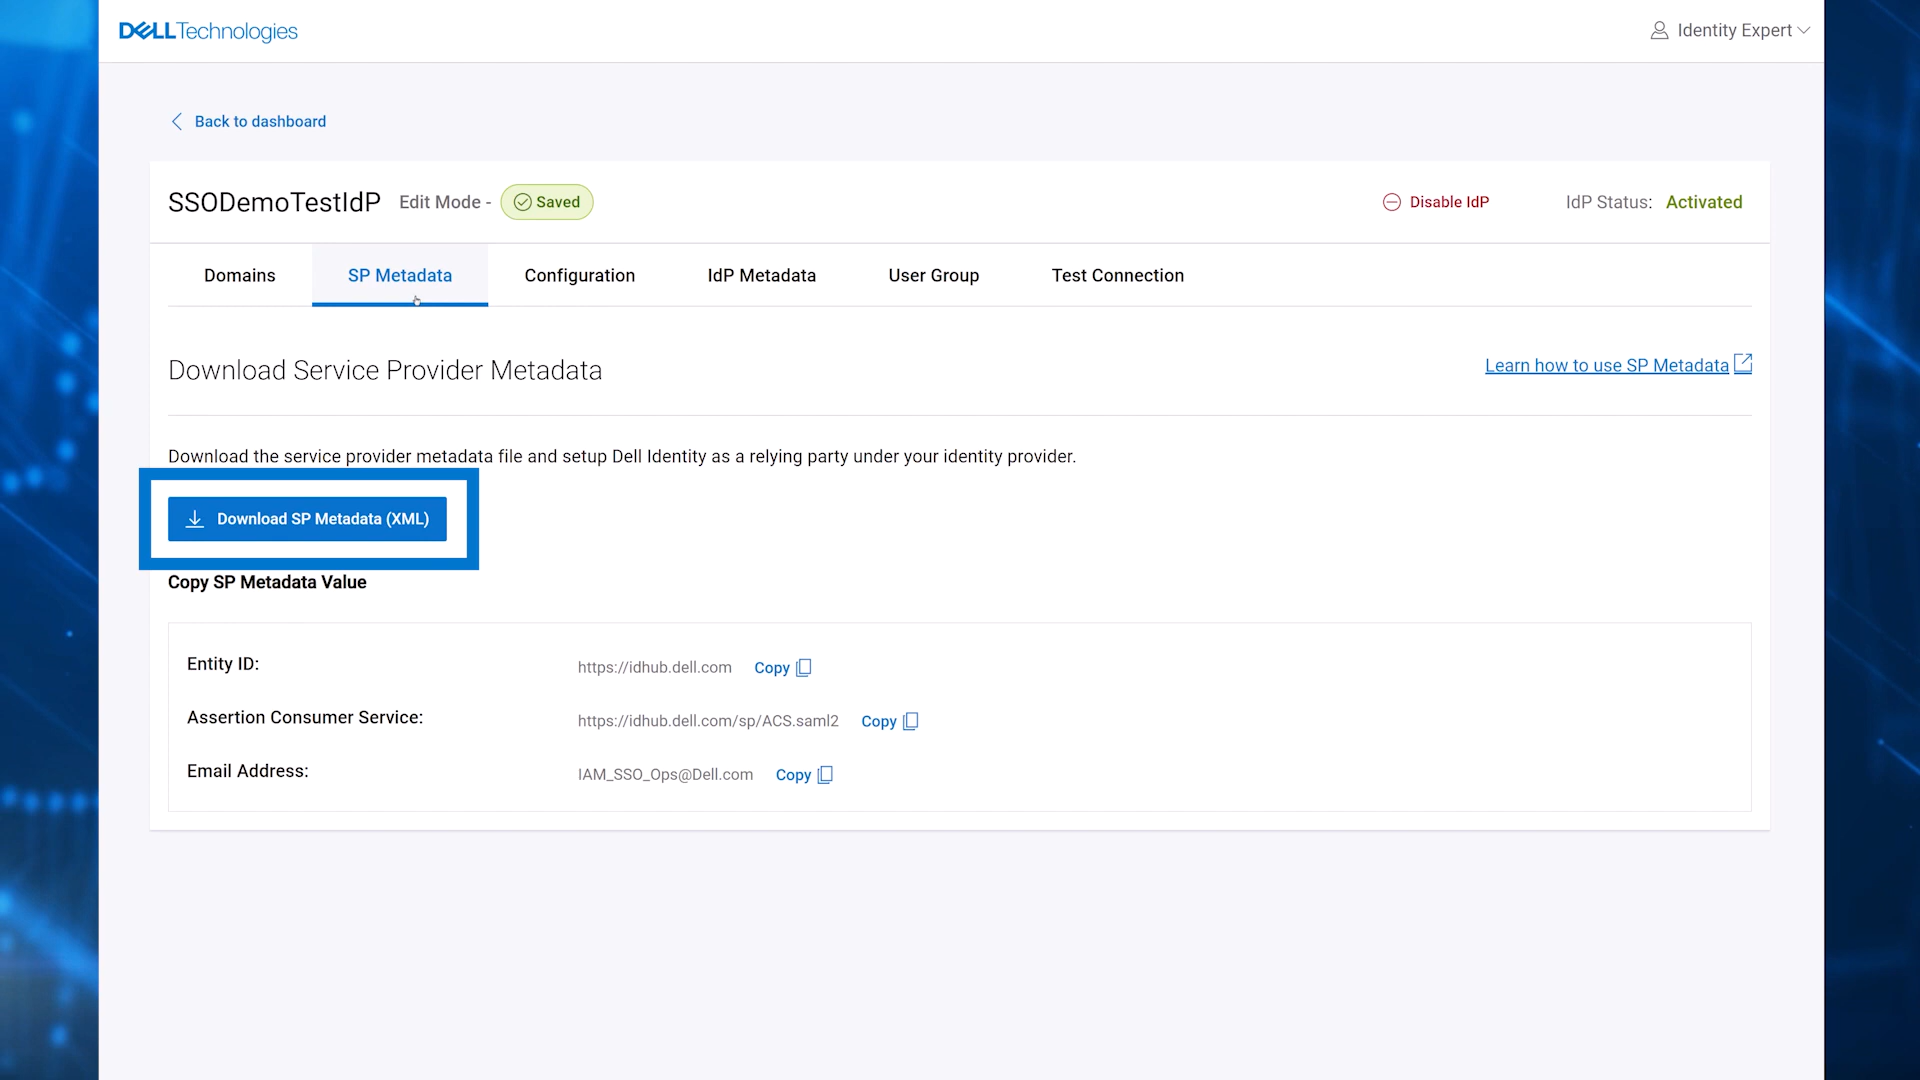 DELLTechnologies
Identity Expert
Back to dashboard
SSODemoTestIdP Edit Mode - Saved
Disable IdP IdP Status: Activated
Domains SP Metadata Configuration IdP Metadata User Group Test Connection
Download Service Provider Metadata
Learn how to use SP Metadata
Download the service provider metadata file and setup Dell Identity as a relying party under your identity provider.
Download SP Metadata (XML)
Copy SP Metadata Value
Entity ID: https://idhub.dell.com Copy
Assertion Consumer Service: https://idhub.dell.com/sp/ACS.saml2 Copy
Email Address: IAM_SSO_Ops@Dell.com Copy